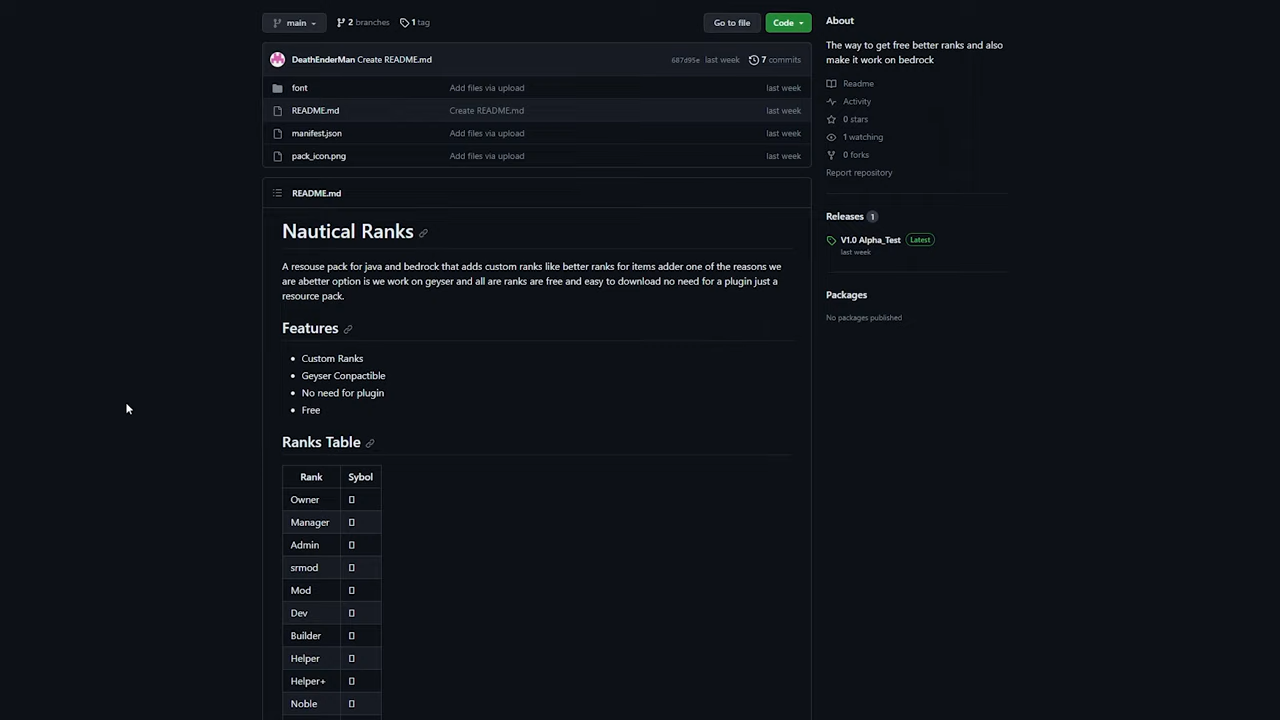 main
2 branches
1 tag
Go to file
Code
DeathEnderMan Create README.md
687d95e last week
7 commits
font Add files via upload last week
README.md Create README.md last week
manifest.json Add files via upload last week
pack_icon.png Add files via upload last week
README.md
Nautical Ranks
A resouse pack for java and bedrock that adds custom ranks like better ranks for items adder one of the reasons we
are abetter option is we work on geyser and all are ranks are free and easy to download no need for a plugin just a
resource pack.
Features
Custom Ranks
Geyser Conpactible
No need for plugin
Free
Ranks Table
Rank Sybol
Owner
Manager
Admin
srmod
Mod
Dev
Builder
Helper
Helper+
Noble
About
The way to get free better ranks and also
make it work on bedrock
Readme
Activity
0 stars
1 watching
0 forks
Report repository
Releases 1
V1.0 Alpha_Test Latest
last week
Packages
No packages published